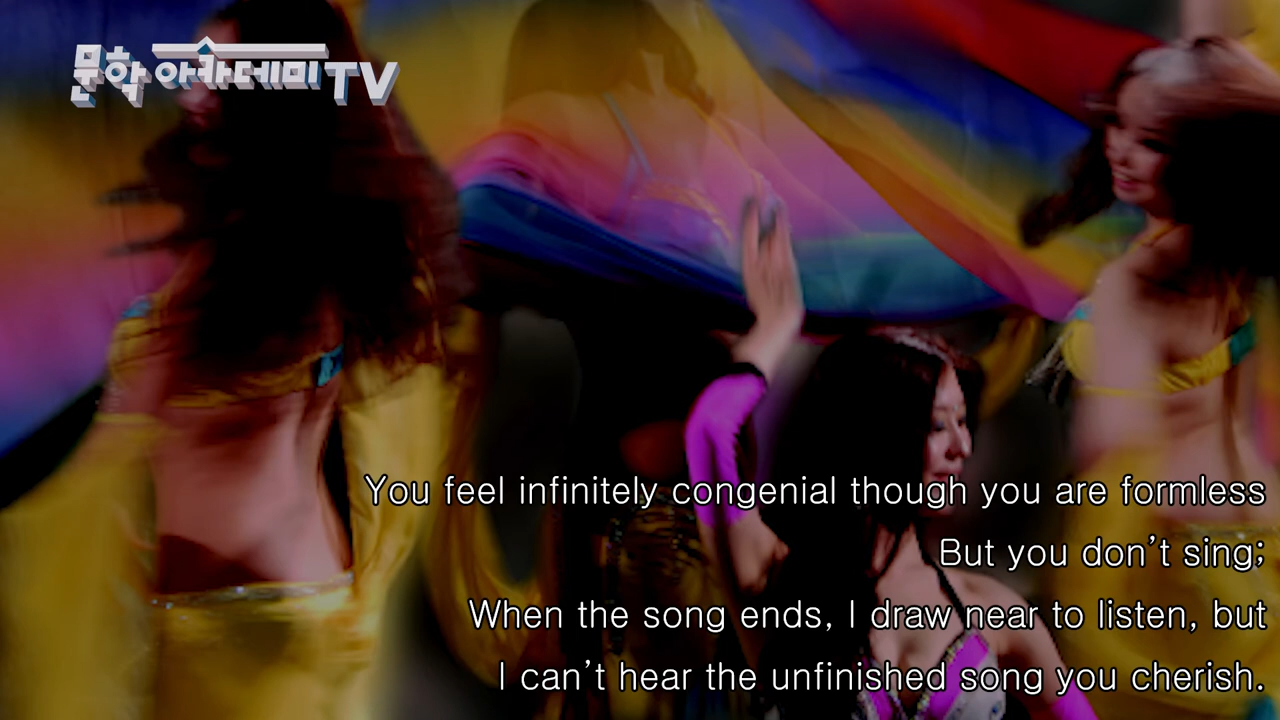 문학 아카데미TV
You feel infinitely congenial though you are formless
But you don't sing;
When the song ends, I draw near to listen, but
I can't hear the unfinished song you cherish.